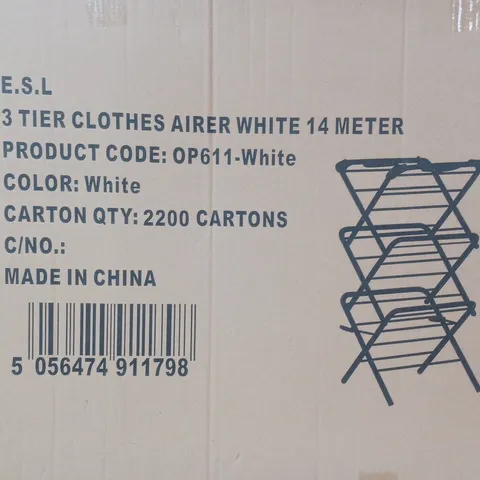 E.S.L
3 TIER CLOTHES AIRER WHITE 14 METER
PRODUCT CODE: OP611-White
COLOR: White
CARTON QTY: 2200 CARTONS
C/NO.:
MADE IN CHINA
5 056474 911798